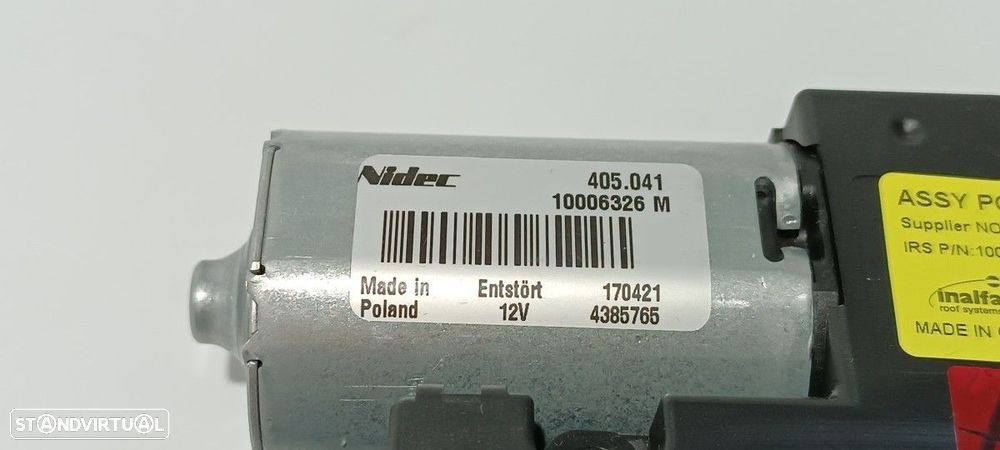 Nidec
405.041
10006326 M
Made in Poland
Entstört 12V
170421
4385765
ASSY
Supplier NO
IRS P/N:100
inalfa
roof systems
MADE IN
STANDVIRTUAL